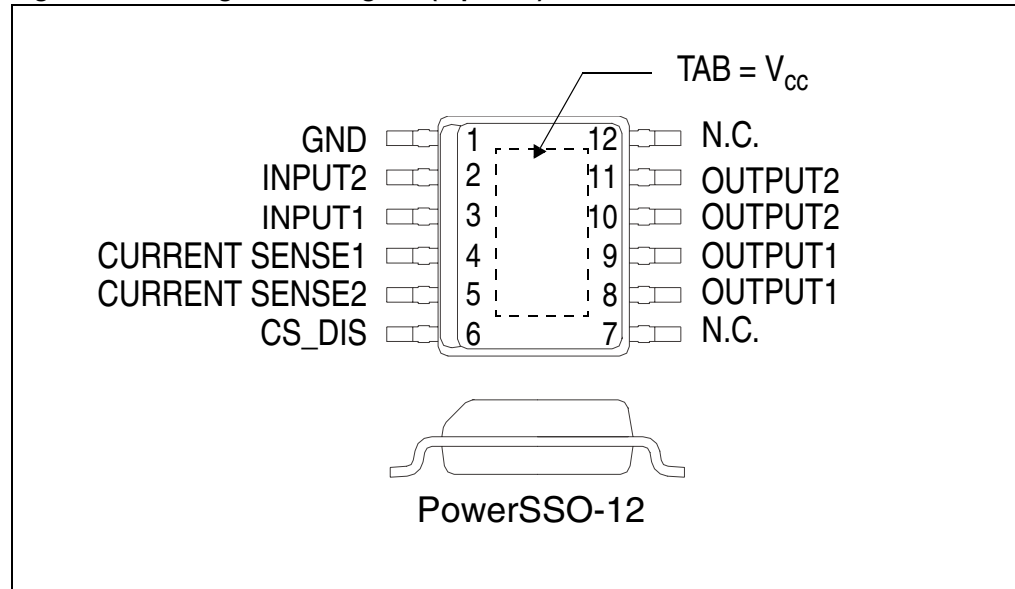 TAB = Vcc
GND 1 12 N.C.
INPUT2 2 11 OUTPUT2
INPUT1 3 10 OUTPUT2
CURRENT SENSE1 4 9 OUTPUT1
CURRENT SENSE2 5 8 OUTPUT1
CS_DIS 6 7 N.C.
PowerSSO-12